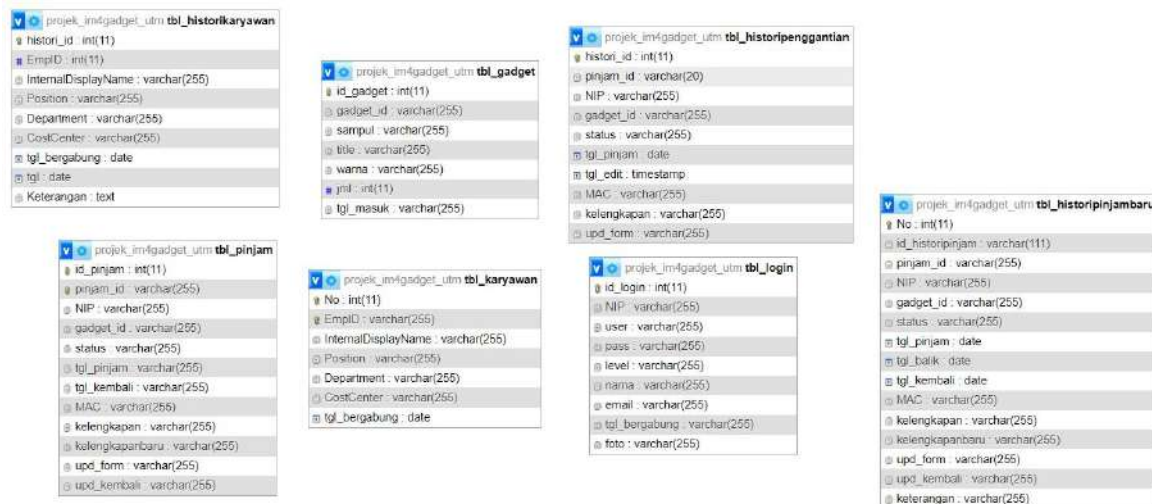 projek_im4gadget_utm tbl_historikaryawan
histori_id : int(11)
EmpID : int(11)
InternalDisplayName : varchar(255)
Position : varchar(255)
Department : varchar(255)
CostCenter : varchar(255)
tgl_bergabung : date
tgl : date
Keterangan : text
projek_im4gadget_utm tbl_gadget
id_gadget : int(11)
gadget_id : varchar(255)
sampul : varchar(255)
title : varchar(255)
warna : varchar(255)
jml : int(11)
tgl_masuk : varchar(255)
projek_im4gadget_utm tbl_historipenggantian
histori_id : int(11)
pinjam_id : varchar(20)
NIP : varchar(255)
gadget_id : varchar(255)
status : varchar(255)
tgl_pinjam : date
tgl_edit : timestamp
MAC : varchar(255)
kelengkapan : varchar(255)
upd_form : varchar(255)
projek_im4gadget_utm tbl_historipinjambaru
No : int(11)
id_historipinjam : varchar(111)
pinjam_id : varchar(255)
NIP : varchar(255)
gadget_id : varchar(255)
status : varchar(255)
tgl_pinjam : date
tgl_balik : date
tgl_kembali : date
MAC : varchar(255)
kelengkapan : varchar(255)
kelengkapanbaru : varchar(255)
upd_form : varchar(255)
upd_kembali : varchar(255)
keterangan : varchar(255)
projek_im4gadget_utm tbl_pinjam
id_pinjam : int(11)
pinjam_id : varchar(255)
NIP : varchar(255)
gadget_id : varchar(255)
status : varchar(255)
tgl_pinjam : varchar(255)
tgl_kembali : varchar(255)
MAC : varchar(255)
kelengkapan : varchar(255)
kelengkapanbaru : varchar(255)
upd_form : varchar(255)
upd_kembali : varchar(255)
projek_im4gadget_utm tbl_karyawan
No : int(11)
EmpID : varchar(255)
InternalDisplayName : varchar(255)
Position : varchar(255)
Department : varchar(255)
CostCenter : varchar(255)
tgl_bergabung : date
projek_im4gadget_utm tbl_login
id_login : int(11)
NIP : varchar(255)
user : varchar(255)
pass : varchar(255)
level : varchar(255)
nama : varchar(255)
email : varchar(255)
tgl_bergabung : varchar(255)
foto : varchar(255)